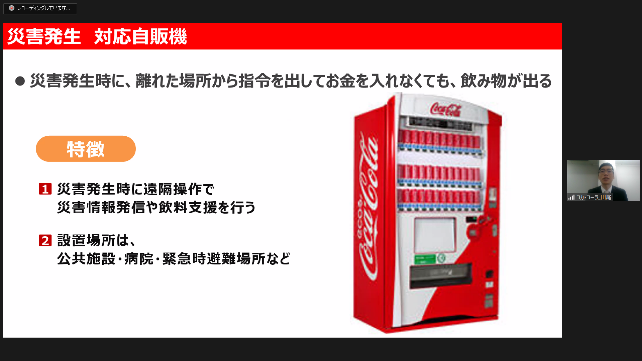 災害発生 対応自販機
● 災害発生時に、離れた場所から指令を出してお金を入れなくても、飲み物が出る
特徴
1 災害発生時に遠隔操作で
災害情報発信や飲料支援を行う
2 設置場所は、
公共施設・病院・緊急時避難場所など
Coca-Cola
Coca-Cola